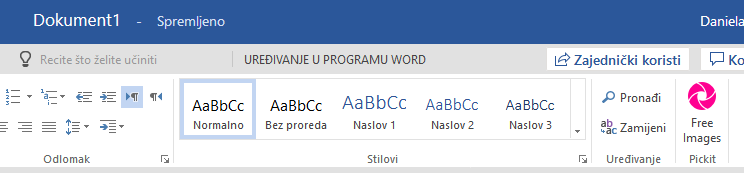 Dokument1 - Spremljeno Daniela
Recite što želite učiniti UREĐIVANJE U PROGRAMU WORD Zajednički koristi Ko
AaBbCc AaBbCc AaBbCc AaBbCc AaBbCc
Normalno Bez proreda Naslov 1 Naslov 2 Naslov 3
Pronađi
Zamijeni
Free
Images
Odlomak Stilovi Uređivanje Pickit